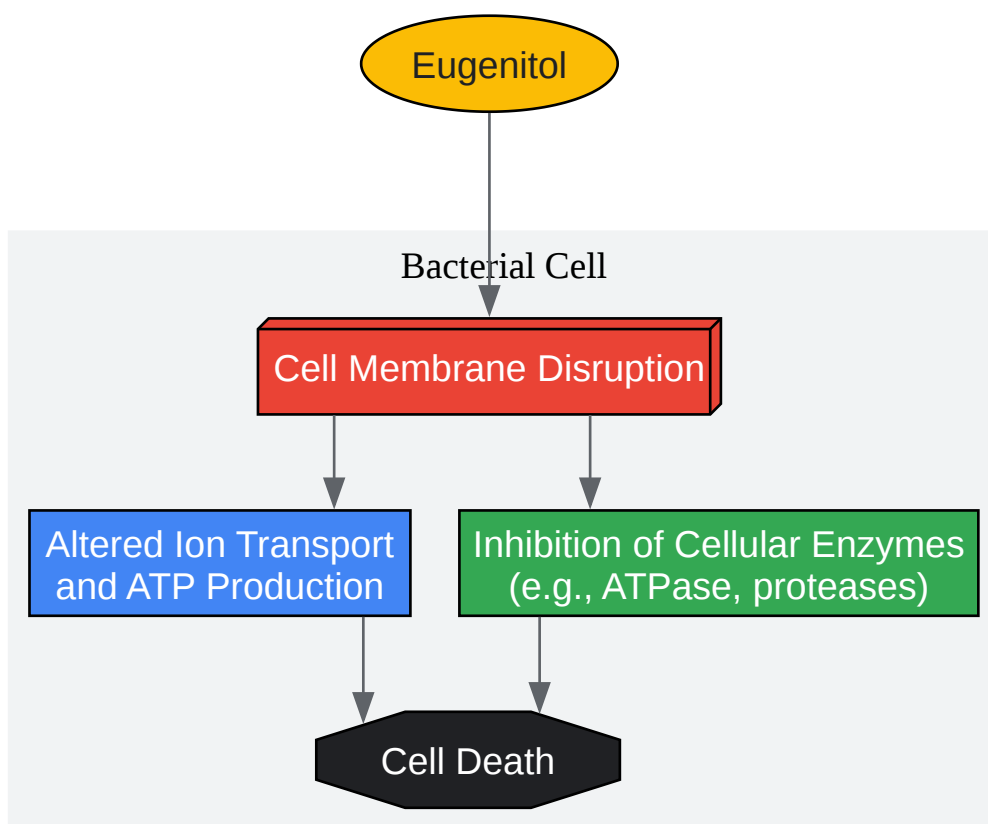 Eugenitol
Bacterial Cell
Cell Membrane Disruption
Altered Ion Transport
and ATP Production
Inhibition of Cellular Enzymes
(e.g., ATPase, proteases)
Cell Death